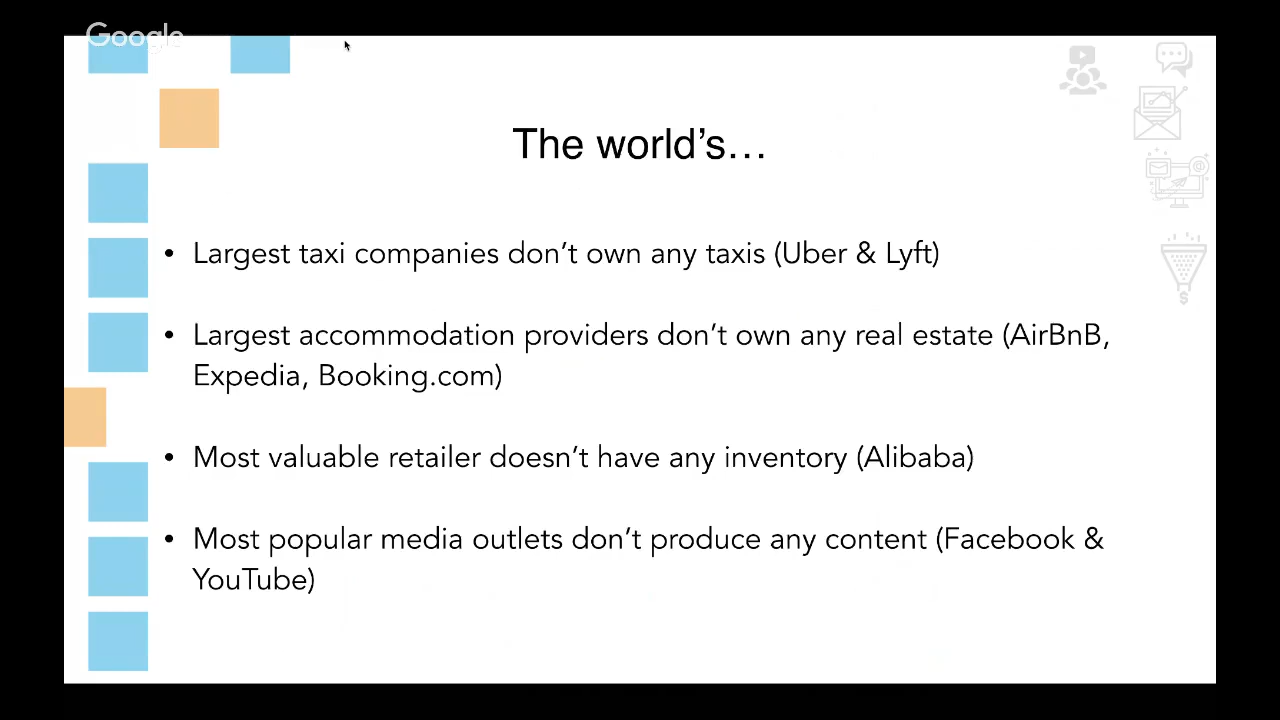 Google
The world’s…
• Largest taxi companies don’t own any taxis (Uber & Lyft)
• Largest accommodation providers don’t own any real estate (AirBnB,
Expedia, Booking.com)
• Most valuable retailer doesn’t have any inventory (Alibaba)
• Most popular media outlets don’t produce any content (Facebook &
YouTube)